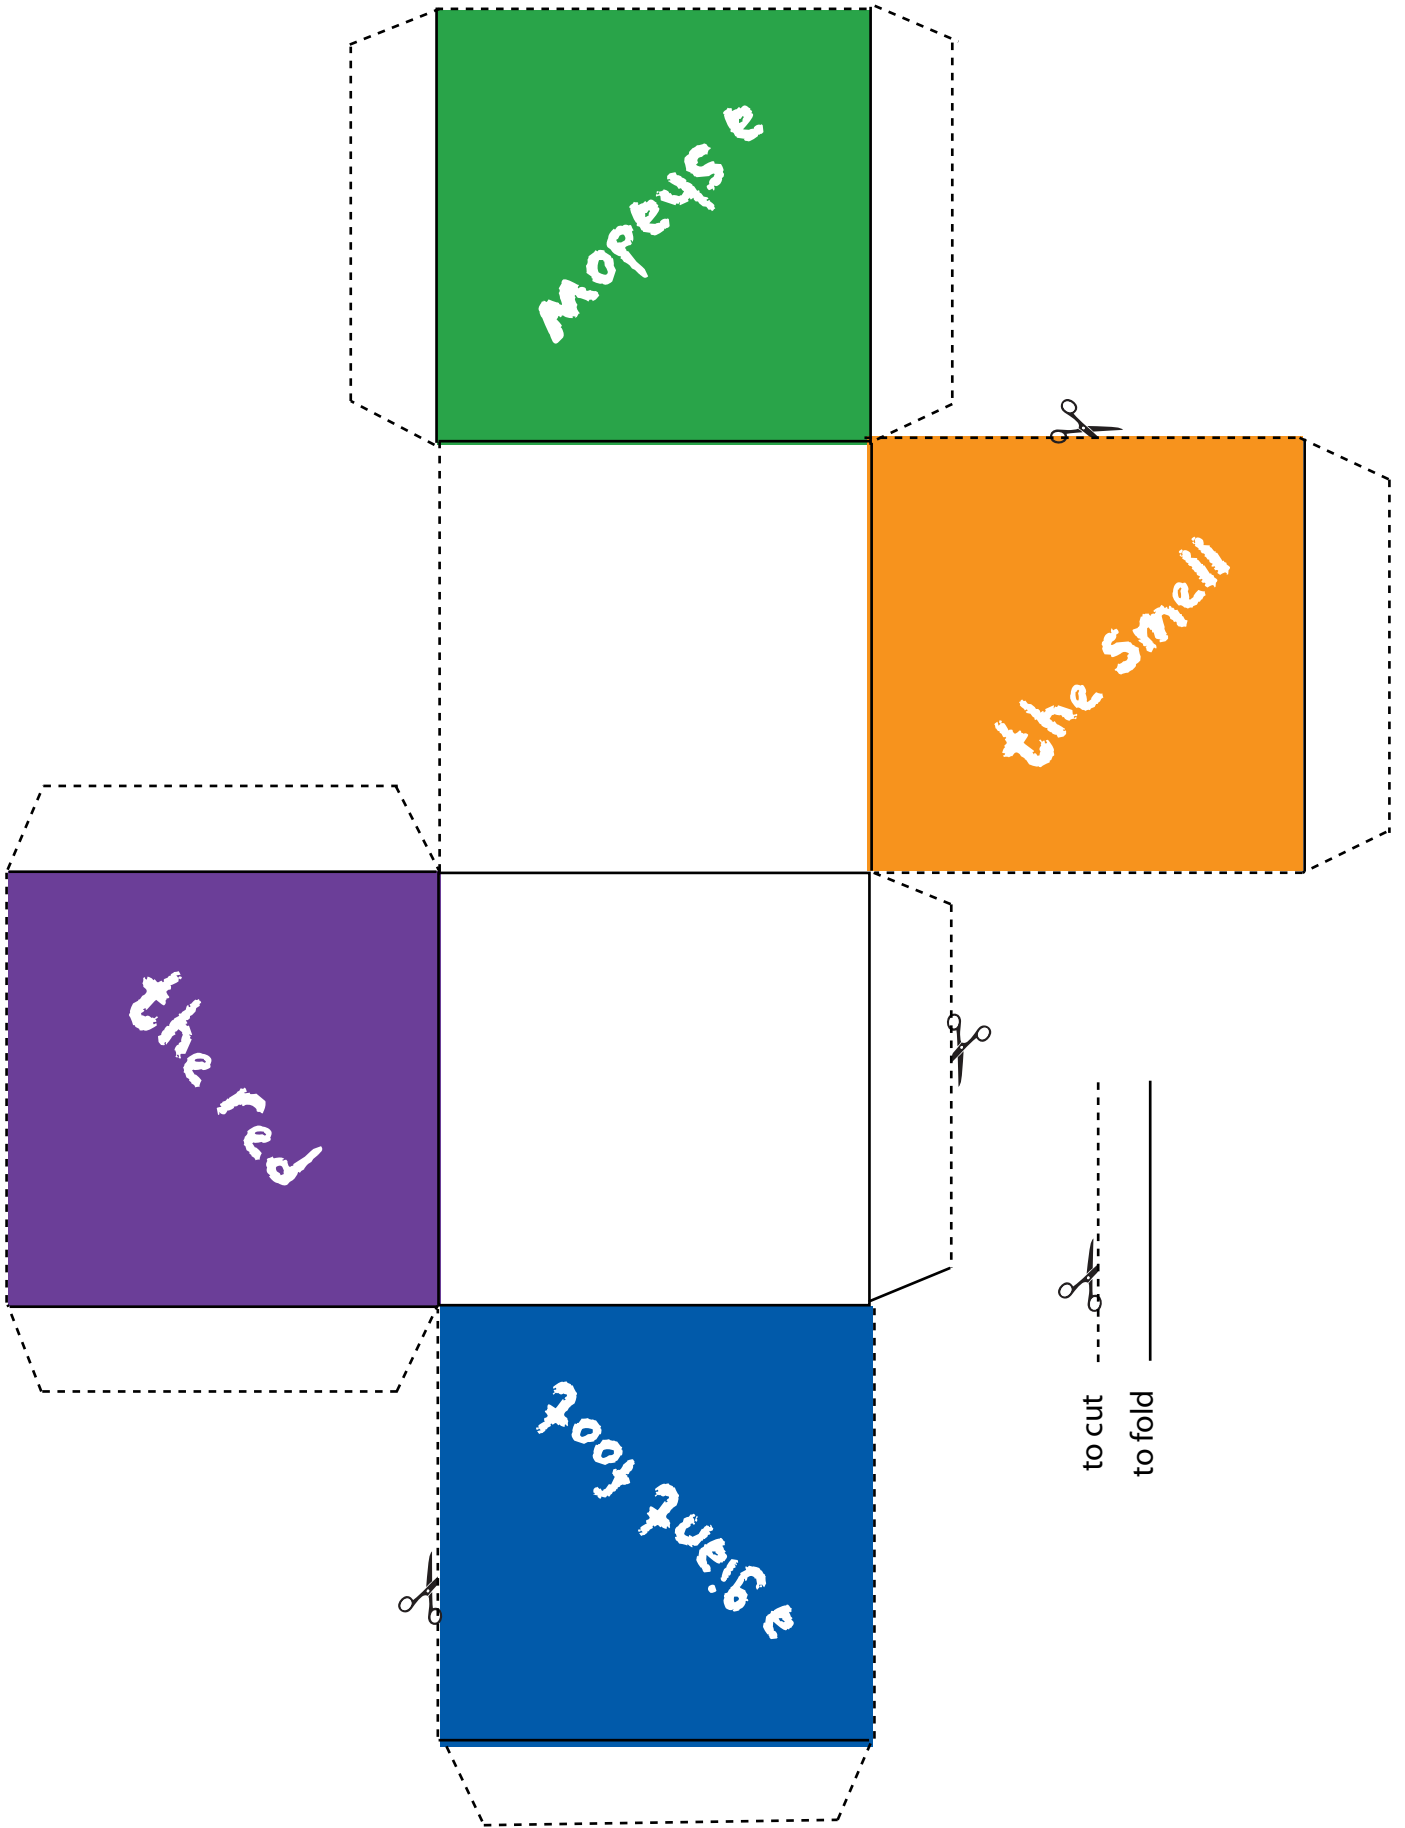 a shadow
the smell
the red
a giant foot
to cut
to fold